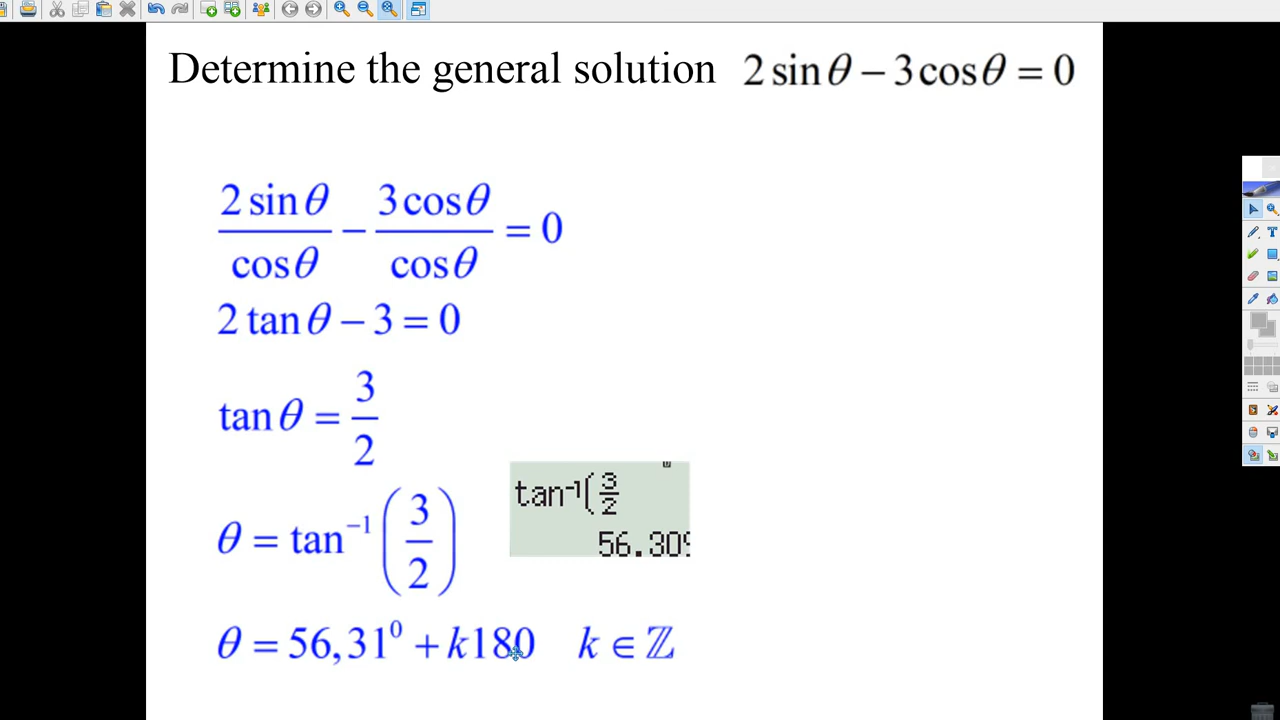 Determine the general solution 2 sin θ − 3 cos θ = 0
2 sin θ / cos θ − 3 cos θ / cos θ = 0
2 tan θ − 3 = 0
tan θ = 3/2
θ = tan⁻¹(3/2)
tan⁻¹(3/2
56.309
θ = 56,31⁰ + k180 k ∈ ℤ